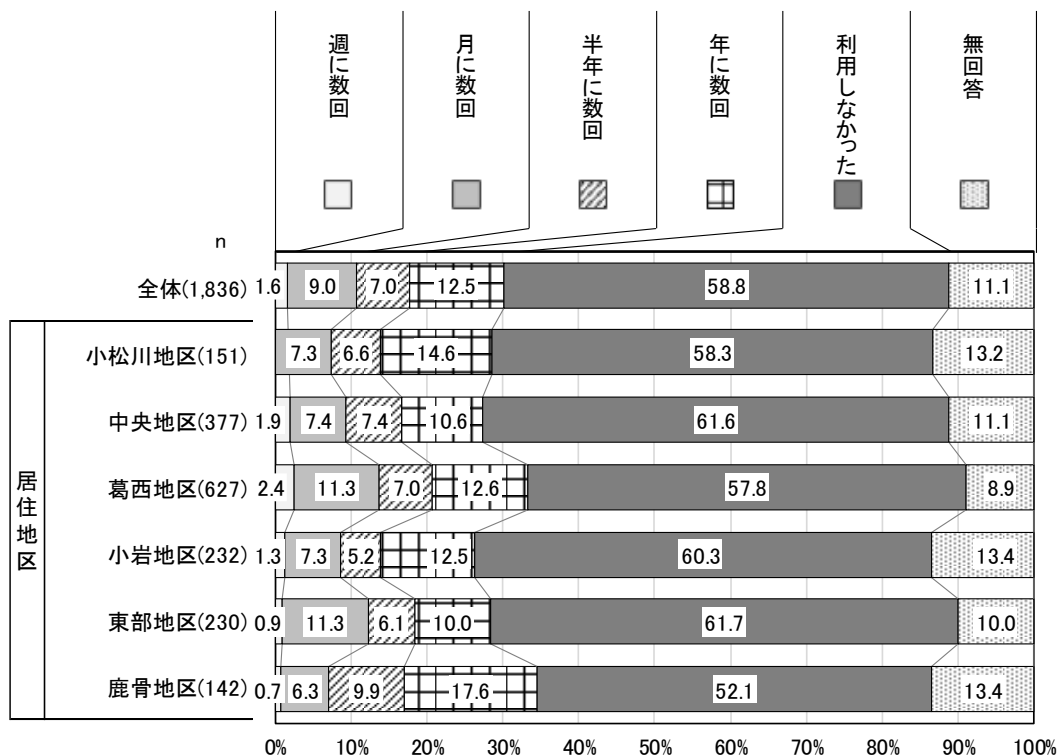 週に数回
月に数回
半年に数回
年に数回
利用しなかった
無回答
n
全体(1,836) 1.6 9.0 7.0 12.5 58.8 11.1
居住地区
小松川地区(151) 7.3 6.6 14.6 58.3 13.2
中央地区(377) 1.9 7.4 7.4 10.6 61.6 11.1
葛西地区(627) 2.4 11.3 7.0 12.6 57.8 8.9
小岩地区(232) 1.3 7.3 5.2 12.5 60.3 13.4
東部地区(230) 0.9 11.3 6.1 10.0 61.7 10.0
鹿骨地区(142) 0.7 6.3 9.9 17.6 52.1 13.4
0% 10% 20% 30% 40% 50% 60% 70% 80% 90% 100%